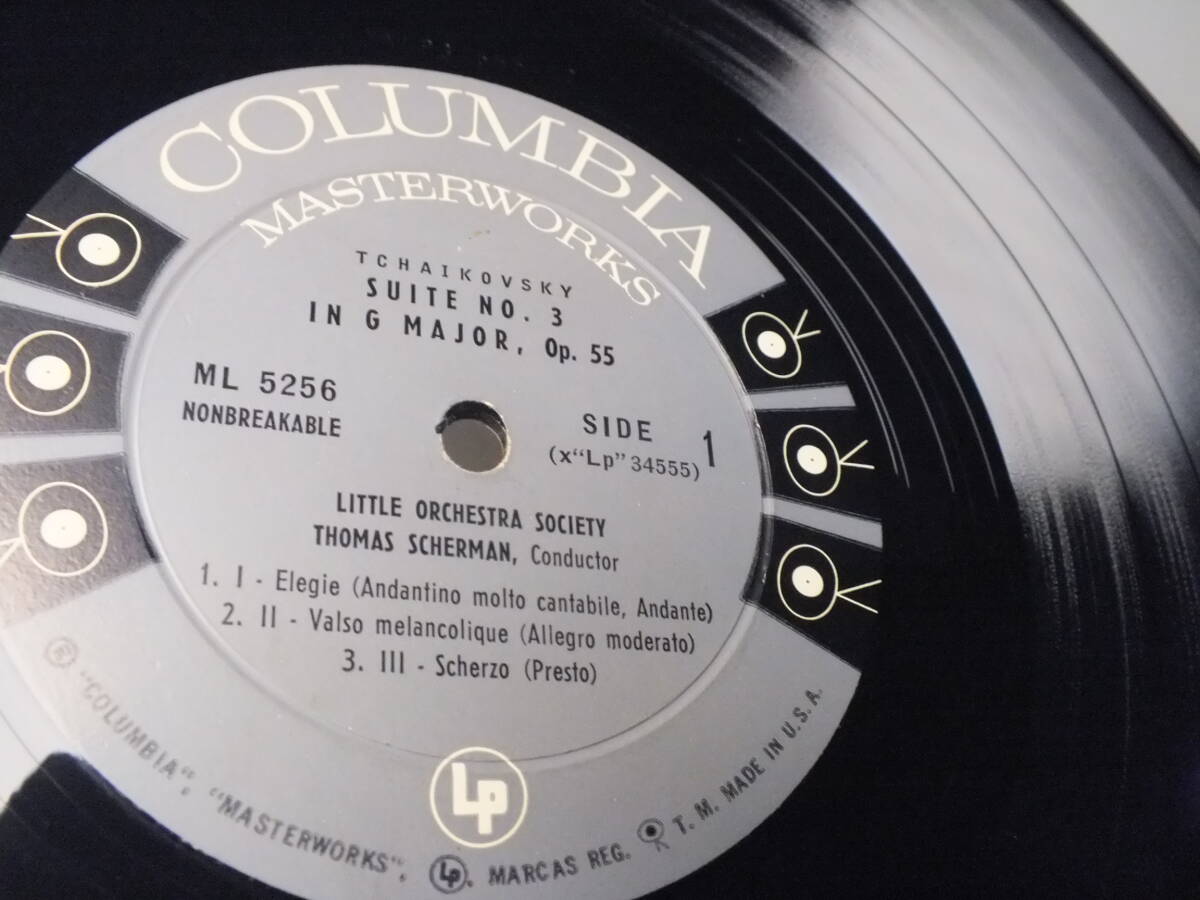 COLUMBIA
MASTERWORKS
TCHAIKOVSKY
SUITE NO. 3
IN G MAJOR, Op. 55
ML 5256
NONBREAKABLE
SIDE 1
(x"Lp" 34555)
LITTLE ORCHESTRA SOCIETY
THOMAS SCHERMAN, Conductor
1. I - Elegie (Andantino molto cantabile, Andante)
2. II - Valso melancolique (Allegro moderato)
3. III - Scherzo (Presto)
Lp
® "COLUMBIA", "MASTERWORKS", Lp. MARCAS REG. T. M. MADE IN U.S.A.